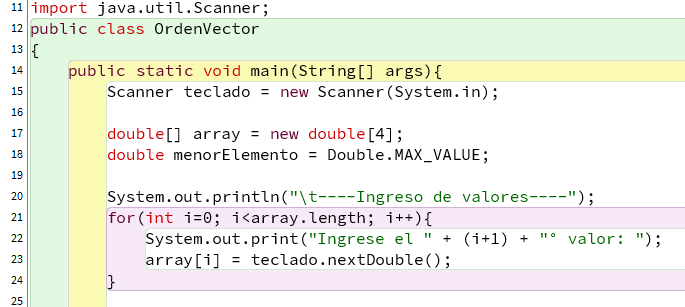 11 import java.util.Scanner;
12 public class OrdenVector
13 {
14 public static void main(String[] args){
15 Scanner teclado = new Scanner(System.in);
16
17 double[] array = new double[4];
18 double menorElemento = Double.MAX_VALUE;
19
20 System.out.println("\t----Ingreso de valores----");
21 for(int i=0; i<array.length; i++){
22 System.out.print("Ingrese el " + (i+1) + "° valor: ");
23 array[i] = teclado.nextDouble();
24 }
25